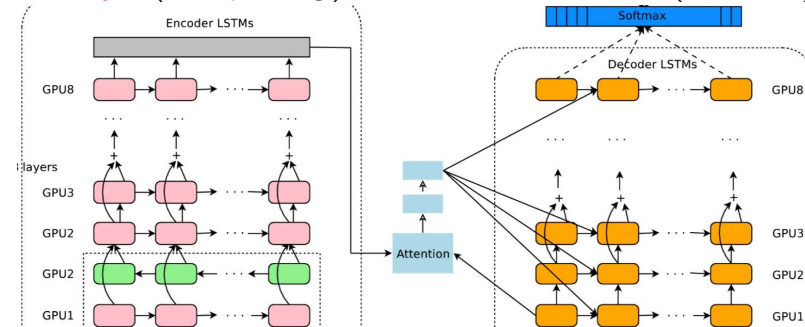 Softmax
Encoder LSTMs
Decoder LSTMs
GPU8
GPU8
layers
GPU3
GPU2
GPU3
GPU2
Attention
GPU2
GPU1
GPU1